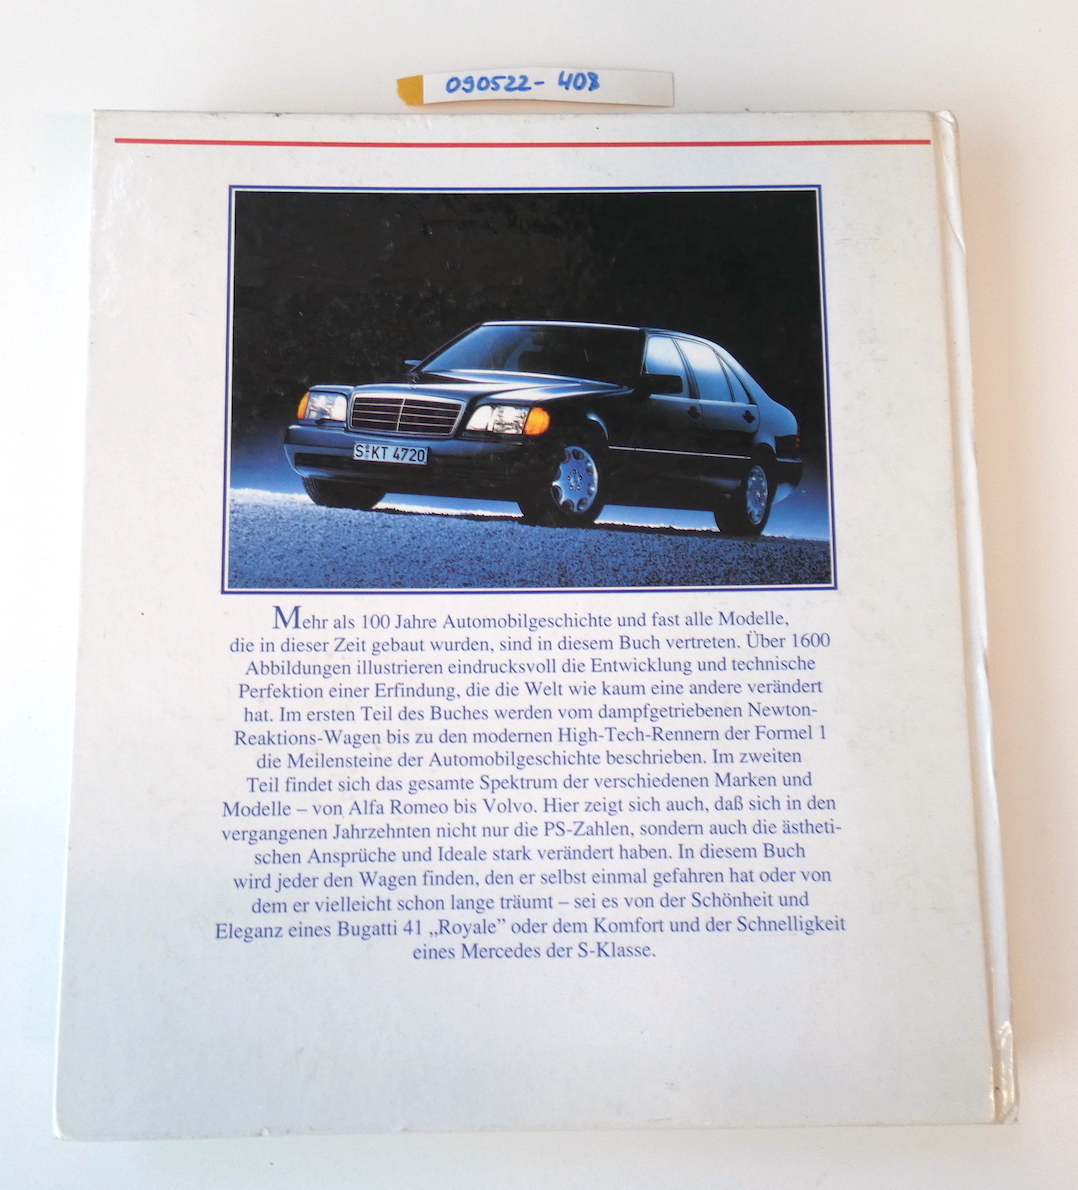 090522-408
S KT 4720
Mehr als 100 Jahre Automobilgeschichte und fast alle Modelle,
die in dieser Zeit gebaut wurden, sind in diesem Buch vertreten. Über 1600
Abbildungen illustrieren eindrucksvoll die Entwicklung und technische
Perfektion einer Erfindung, die die Welt wie kaum eine andere verändert
hat. Im ersten Teil des Buches werden vom dampfgetriebenen Newton-
Reaktions-Wagen bis zu den modernen High-Tech-Rennern der Formel 1
die Meilensteine der Automobilgeschichte beschrieben. Im zweiten
Teil findet sich das gesamte Spektrum der verschiedenen Marken und
Modelle – von Alfa Romeo bis Volvo. Hier zeigt sich auch, daß sich in den
vergangenen Jahrzehnten nicht nur die PS-Zahlen, sondern auch die ästheti-
schen Ansprüche und Ideale stark verändert haben. In diesem Buch
wird jeder den Wagen finden, den er selbst einmal gefahren hat oder von
dem er vielleicht schon lange träumt – sei es von der Schönheit und
Eleganz eines Bugatti 41 „Royale” oder dem Komfort und der Schnelligkeit
eines Mercedes der S-Klasse.